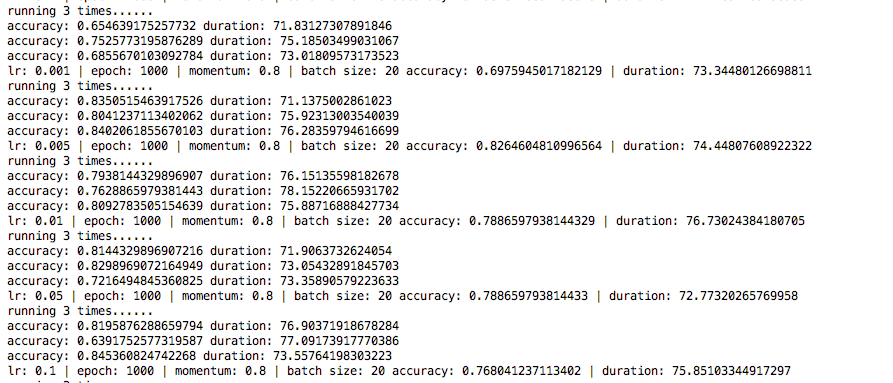 running 3 times......
accuracy: 0.654639175257732 duration: 71.83127307891846
accuracy: 0.7525773195876289 duration: 75.18503499031067
accuracy: 0.6855670103092784 duration: 73.01809573173523
lr: 0.001 | epoch: 1000 | momentum: 0.8 | batch size: 20 accuracy: 0.6975945017182129 | duration: 73.34480126698811
running 3 times......
accuracy: 0.8350515463917526 duration: 71.1375002861023
accuracy: 0.8041237113402062 duration: 75.92313003540039
accuracy: 0.8402061855670103 duration: 76.28359794616699
lr: 0.005 | epoch: 1000 | momentum: 0.8 | batch size: 20 accuracy: 0.8264604810996564 | duration: 74.44807608922322
running 3 times......
accuracy: 0.7938144329896907 duration: 76.15135598182678
accuracy: 0.7628865979381443 duration: 78.15220665931702
accuracy: 0.8092783505154639 duration: 75.88716888427734
lr: 0.01 | epoch: 1000 | momentum: 0.8 | batch size: 20 accuracy: 0.7886597938144329 | duration: 76.73024384180705
running 3 times......
accuracy: 0.8144329896907216 duration: 71.9063732624054
accuracy: 0.8298969072164949 duration: 73.05432891845703
accuracy: 0.7216494845360825 duration: 73.35890579223633
lr: 0.05 | epoch: 1000 | momentum: 0.8 | batch size: 20 accuracy: 0.788659793814433 | duration: 72.77320265769958
running 3 times......
accuracy: 0.8195876288659794 duration: 76.90371918678284
accuracy: 0.6391752577319587 duration: 77.09173917770386
accuracy: 0.845360824742268 duration: 73.55764198303223
lr: 0.1 | epoch: 1000 | momentum: 0.8 | batch size: 20 accuracy: 0.768041237113402 | duration: 75.85103344917297